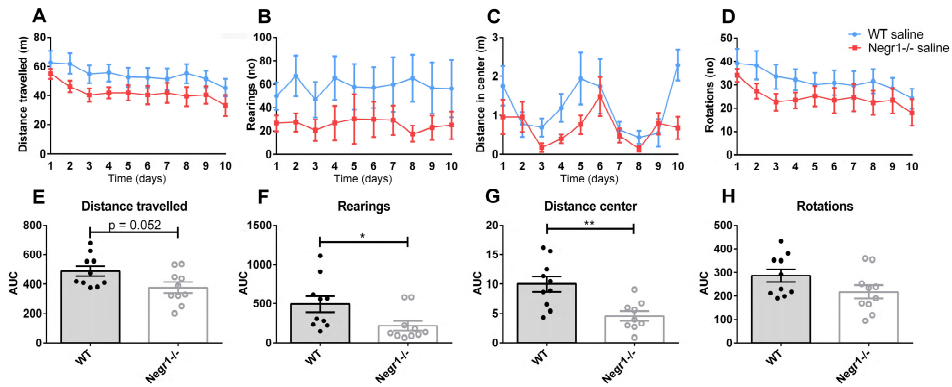 A
Distance travelled (m)
80
60
40
20
0
1 2 3 4 5 6 7 8 9 10
Time (days)
B
Rearings (no)
100
80
60
40
20
0
1 2 3 4 5 6 7 8 9 10
Time (days)
C
Distance in center (m)
3
2
1
0
1 2 3 4 5 6 7 8 9 10
Time (days)
D
Rotations (no)
50
40
30
20
10
0
1 2 3 4 5 6 7 8 9 10
Time (days)
WT saline
Negr1-/- saline
E
Distance travelled
p = 0.052
AUC
800
600
400
200
0
WT
Negr1-/-
F
Rearings
*
AUC
1500
1000
500
0
WT
Negr1-/-
G
Distance center
**
AUC
20
15
10
5
0
WT
Negr1-/-
H
Rotations
AUC
500
400
300
200
100
0
WT
Negr1-/-